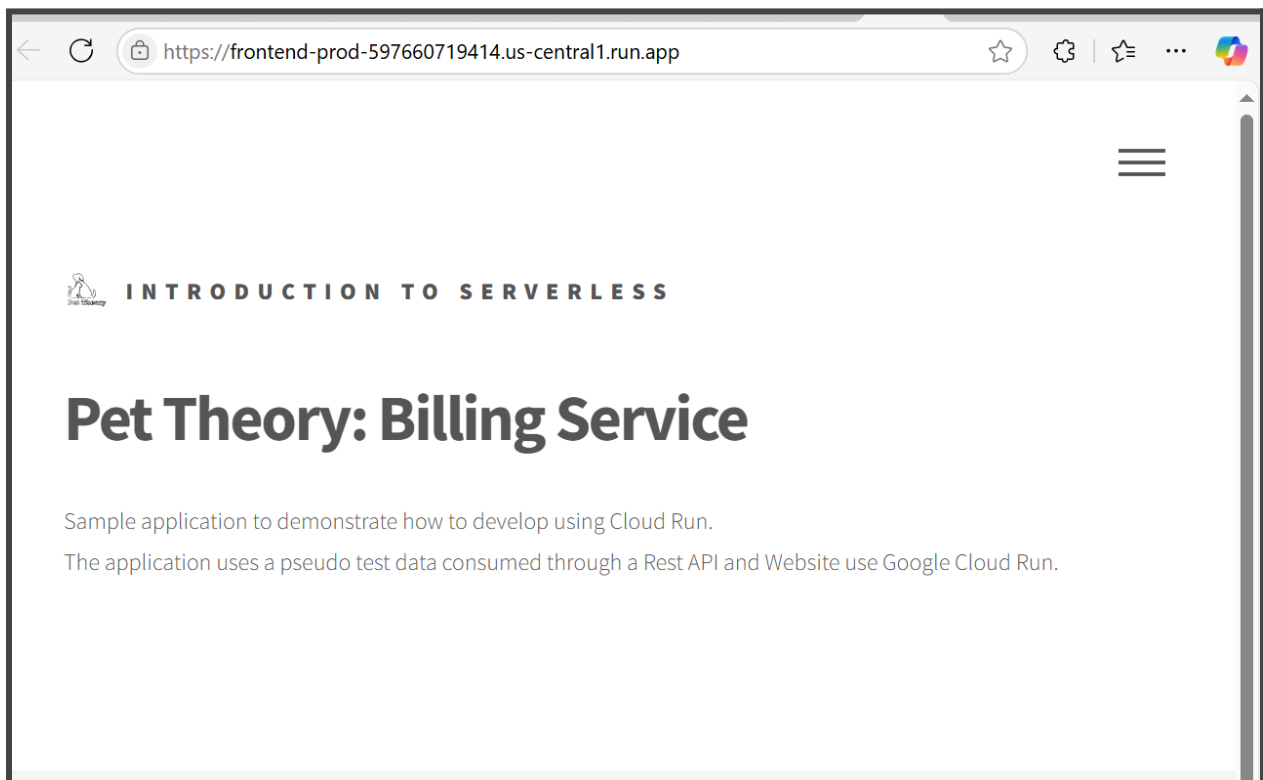 https://frontend-prod-597660719414.us-central1.run.app
Pet Theory
INTRODUCTION TO SERVERLESS
Pet Theory: Billing Service
Sample application to demonstrate how to develop using Cloud Run.
The application uses a pseudo test data consumed through a Rest API and Website use Google Cloud Run.